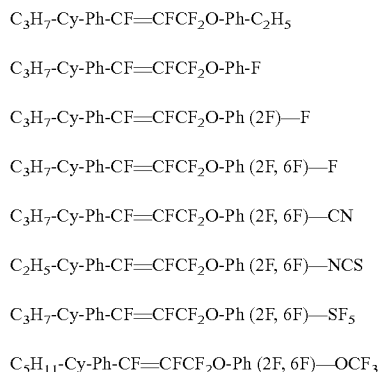 C₃H₇-Cy-Ph-CF=CFCF₂O-Ph-C₂H₅
C₃H₇-Cy-Ph-CF=CFCF₂O-Ph-F
C₃H₇-Cy-Ph-CF=CFCF₂O-Ph (2F)—F
C₃H₇-Cy-Ph-CF=CFCF₂O-Ph (2F, 6F)—F
C₃H₇-Cy-Ph-CF=CFCF₂O-Ph (2F, 6F)—CN
C₂H₅-Cy-Ph-CF=CFCF₂O-Ph (2F, 6F)—NCS
C₃H₇-Cy-Ph-CF=CFCF₂O-Ph (2F, 6F)—SF₅
C₅H₁₁-Cy-Ph-CF=CFCF₂O-Ph (2F, 6F)—OCF₃